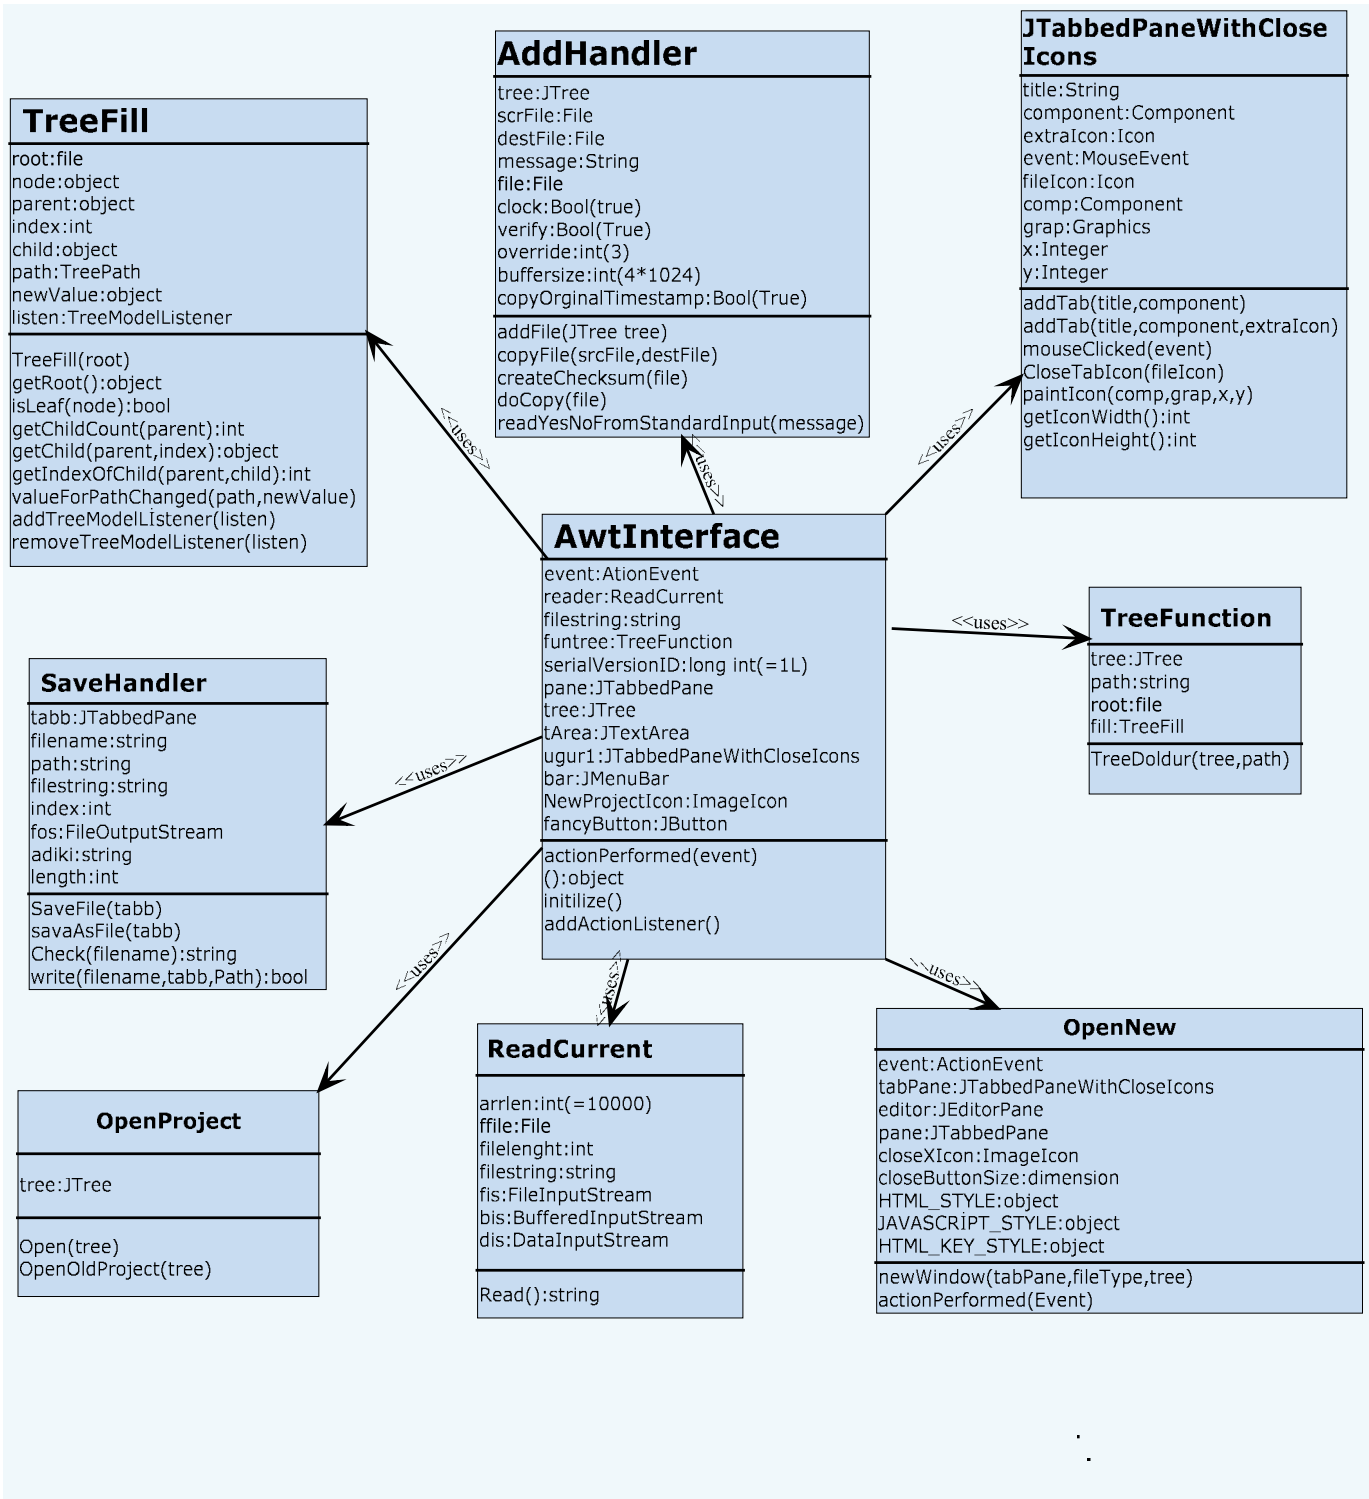 AddHandler
tree:JTree
scrFile:File
destFile:File
message:String
file:File
clock:Bool(true)
verify:Bool(True)
override:int(3)
buffersize:int(4*1024)
copyOrginalTimestamp:Bool(True)
addFile(JTree tree)
copyFile(srcFile,destFile)
createChecksum(file)
doCopy(file)
readYesNoFromStandardInput(message)
JTabbedPaneWithClose
Icons
title:String
component:Component
extraIcon:Icon
event:MouseEvent
fileIcon:Icon
comp:Component
grap:Graphics
x:Integer
y:Integer
addTab(title,component)
addTab(title,component,extraIcon)
mouseClicked(event)
CloseTabIcon(fileIcon)
paintIcon(comp,grap,x,y)
getIconWidth():int
getIconHeight():int
TreeFill
root:file
node:object
parent:object
index:int
child:object
path:TreePath
newValue:object
listen:TreeModelListener
TreeFill(root)
getRoot():object
isLeaf(node):bool
getChildCount(parent):int
getChild(parent,index):object
getIndexOfChild(parent,child):int
valueForPathChanged(path,newValue)
addTreeModelLİstener(listen)
removeTreeModelListener(listen)
<<uses>>
<<uses>>
<<uses>>
AwtInterface
event:AtionEvent
reader:ReadCurrent
filestring:string
funtree:TreeFunction
serialVersionID:long int(=1L)
pane:JTabbedPane
tree:JTree
tArea:JTextArea
ugur1:JTabbedPaneWithCloseIcons
bar:JMenuBar
NewProjectIcon:ImageIcon
fancyButton:JButton
actionPerformed(event)
():object
initilize()
addActionListener()
<<uses>>
TreeFunction
tree:JTree
path:string
root:file
fill:TreeFill
TreeDoldur(tree,path)
SaveHandler
tabb:JTabbedPane
filename:string
path:string
filestring:string
index:int
fos:FileOutputStream
adiki:string
length:int
SaveFile(tabb)
savaAsFile(tabb)
Check(filename):string
write(filename,tabb,Path):bool
<<uses>>
<<uses>>
<<uses>>
<<uses>>
OpenProject
tree:JTree
Open(tree)
OpenOldProject(tree)
ReadCurrent
arrlen:int(=10000)
ffile:File
filelenght:int
filestring:string
fis:FileInputStream
bis:BufferedInputStream
dis:DataInputStream
Read():string
OpenNew
event:ActionEvent
tabPane:JTabbedPaneWithCloseIcons
editor:JEditorPane
pane:JTabbedPane
closeXIcon:ImageIcon
closeButtonSize:dimension
HTML_STYLE:object
JAVASCRİPT_STYLE:object
HTML_KEY_STYLE:object
newWindow(tabPane,fileType,tree)
actionPerformed(Event)